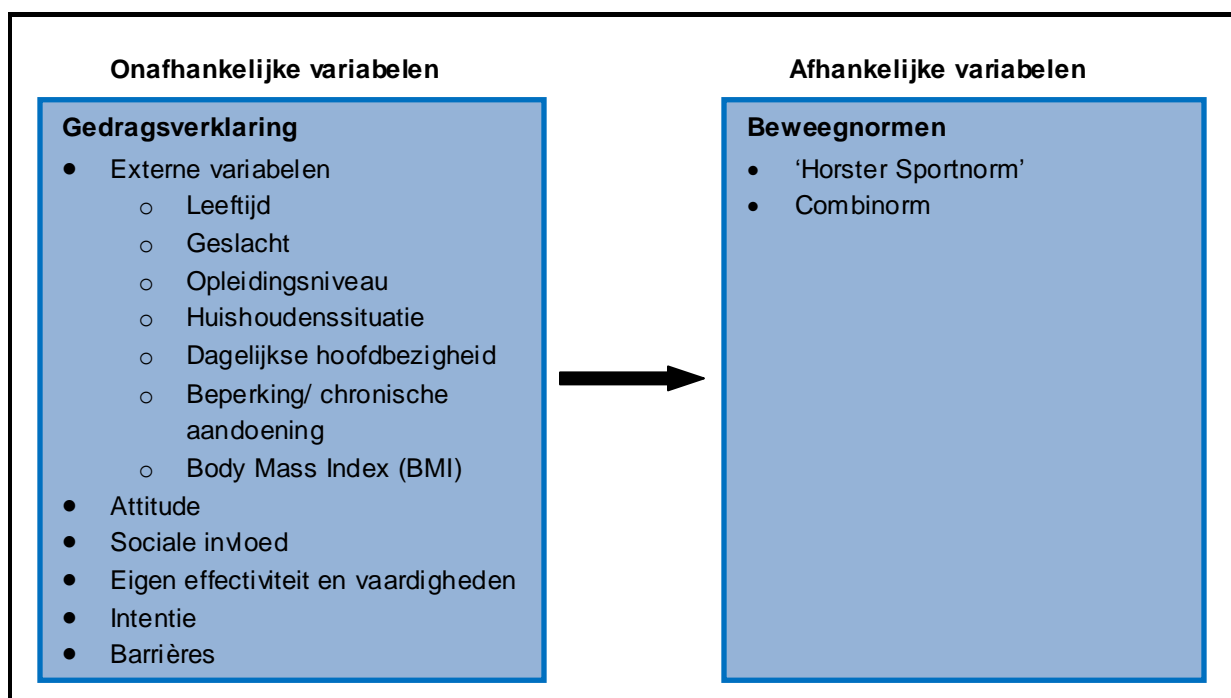 Onafhankelijke variabelen
Gedragsverklaring
• Externe variabelen
o Leeftijd
o Geslacht
o Opleidingsniveau
o Huishoudenssituatie
o Dagelijkse hoofdbezigheid
o Beperking/ chronische
aandoening
o Body Mass Index (BMI)
• Attitude
• Sociale invloed
• Eigen effectiviteit en vaardigheden
• Intentie
• Barrières
Afhankelijke variabelen
Beweegnormen
• ‘Horster Sportnorm’
• Combinorm